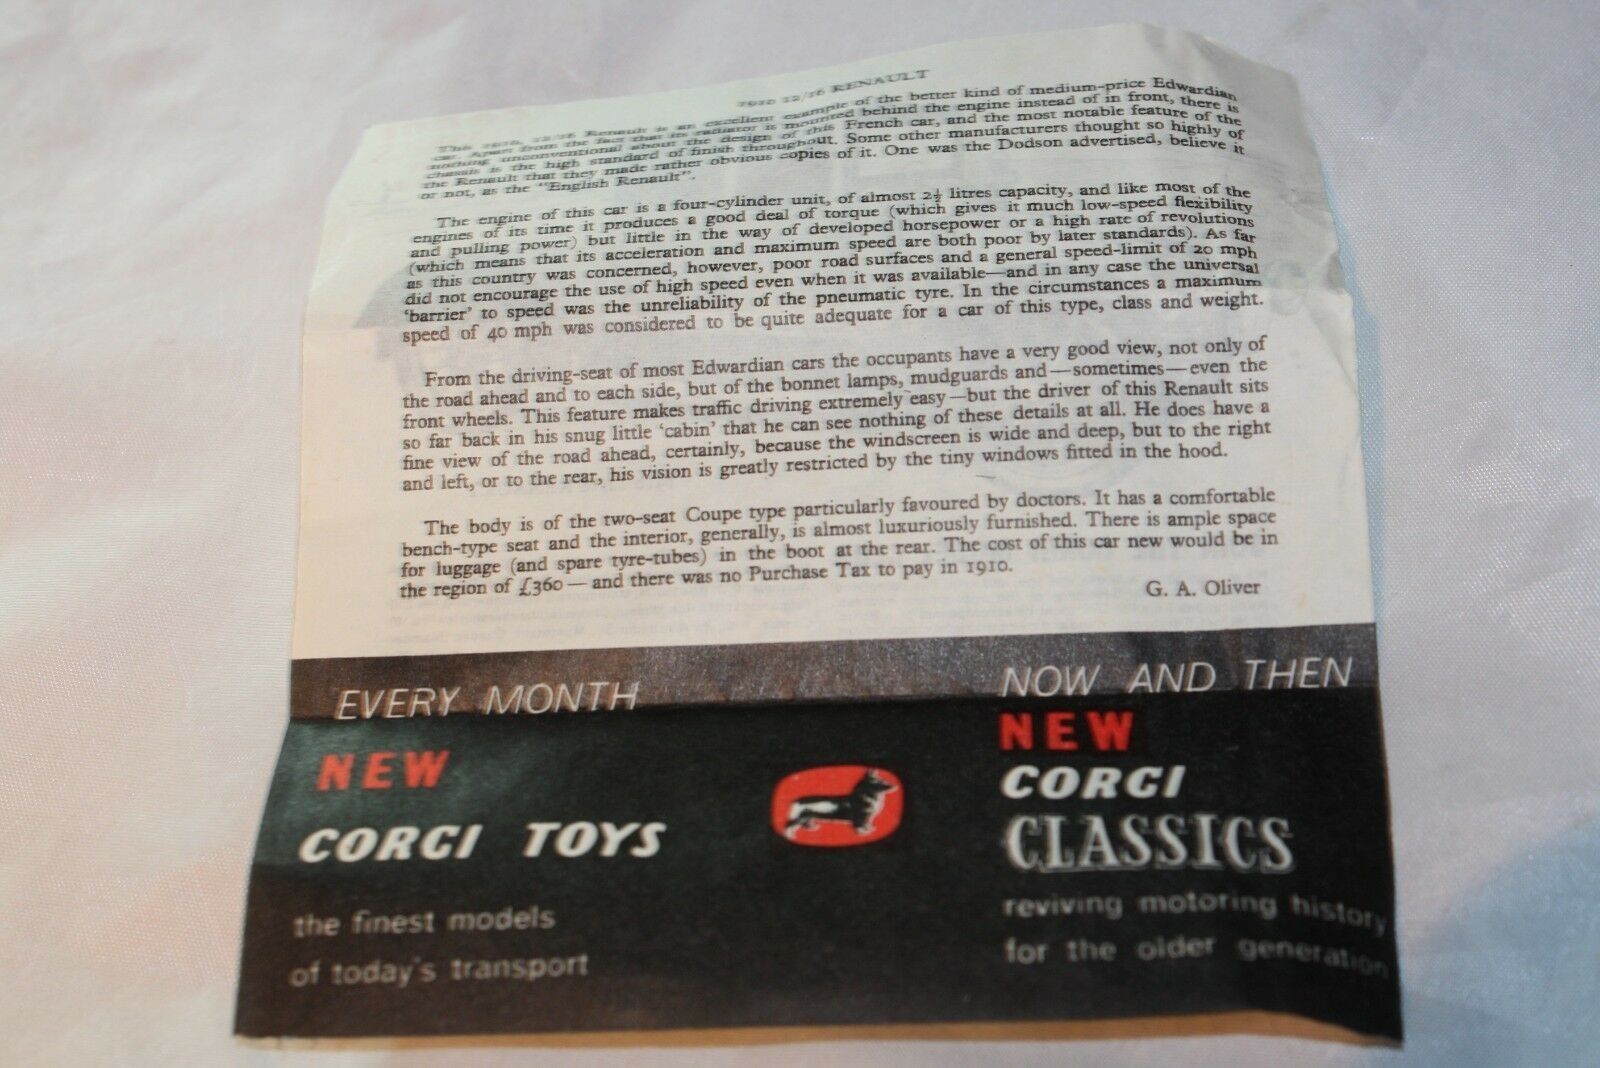 1910 12/16 RENAULT
This 1910, 12/16 Renault is an excellent example of the better kind of medium-price Edwardian
car. Apart from the fact that its radiator is mounted behind the engine instead of in front, there is
nothing unconventional about the design of this French car, and the most notable feature of the
chassis is the high standard of finish throughout. Some other manufacturers thought so highly of
the Renault that they made rather obvious copies of it. One was the Dodson advertised, believe it
or not, as the "English Renault".
The engine of this car is a four-cylinder unit, of almost 2½ litres capacity, and like most of the
engines of its time it produces a good deal of torque (which gives it much low-speed flexibility
and pulling power) but little in the way of developed horsepower or a high rate of revolutions
(which means that its acceleration and maximum speed are both poor by later standards). As far
as this country was concerned, however, poor road surfaces and a general speed-limit of 20 mph
did not encourage the use of high speed even when it was available—and in any case the universal
'barrier' to speed was the unreliability of the pneumatic tyre. In the circumstances a maximum
speed of 40 mph was considered to be quite adequate for a car of this type, class and weight.
From the driving-seat of most Edwardian cars the occupants have a very good view, not only of
the road ahead and to each side, but of the bonnet lamps, mudguards and—sometimes—even the
front wheels. This feature makes traffic driving extremely easy—but the driver of this Renault sits
so far back in his snug little 'cabin' that he can see nothing of these details at all. He does have a
fine view of the road ahead, certainly, because the windscreen is wide and deep, but to the right
and left, or to the rear, his vision is greatly restricted by the tiny windows fitted in the hood.
The body is of the two-seat Coupe type particularly favoured by doctors. It has a comfortable
bench-type seat and the interior, generally, is almost luxuriously furnished. There is ample space
for luggage (and spare tyre-tubes) in the boot at the rear. The cost of this car new would be in
the region of £360—and there was no Purchase Tax to pay in 1910.
G. A. Oliver
EVERY MONTH
NEW
CORGI TOYS
the finest models
of today's transport
NOW AND THEN
NEW
CORGI
CLASSICS
reviving motoring history
for the older generation